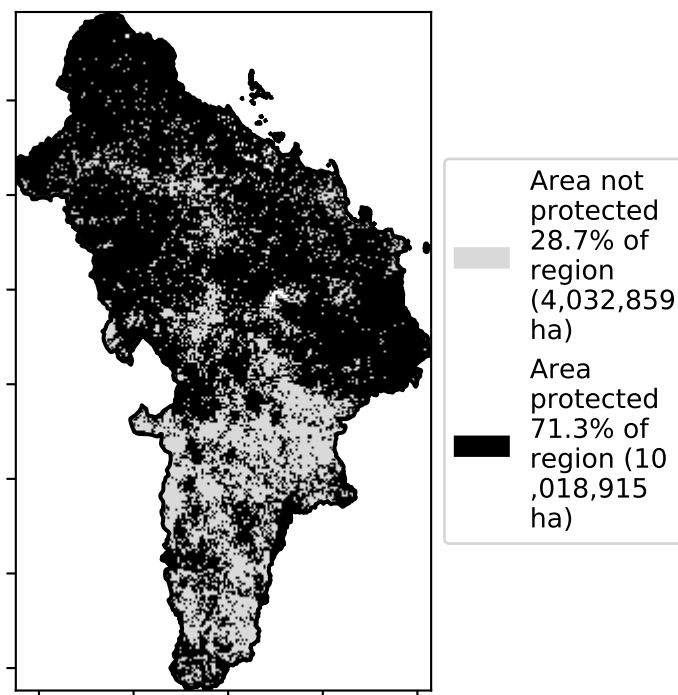 Area not
protected
28.7% of
region
(4,032,859
ha)
Area
protected
71.3% of
region (10
,018,915
ha)